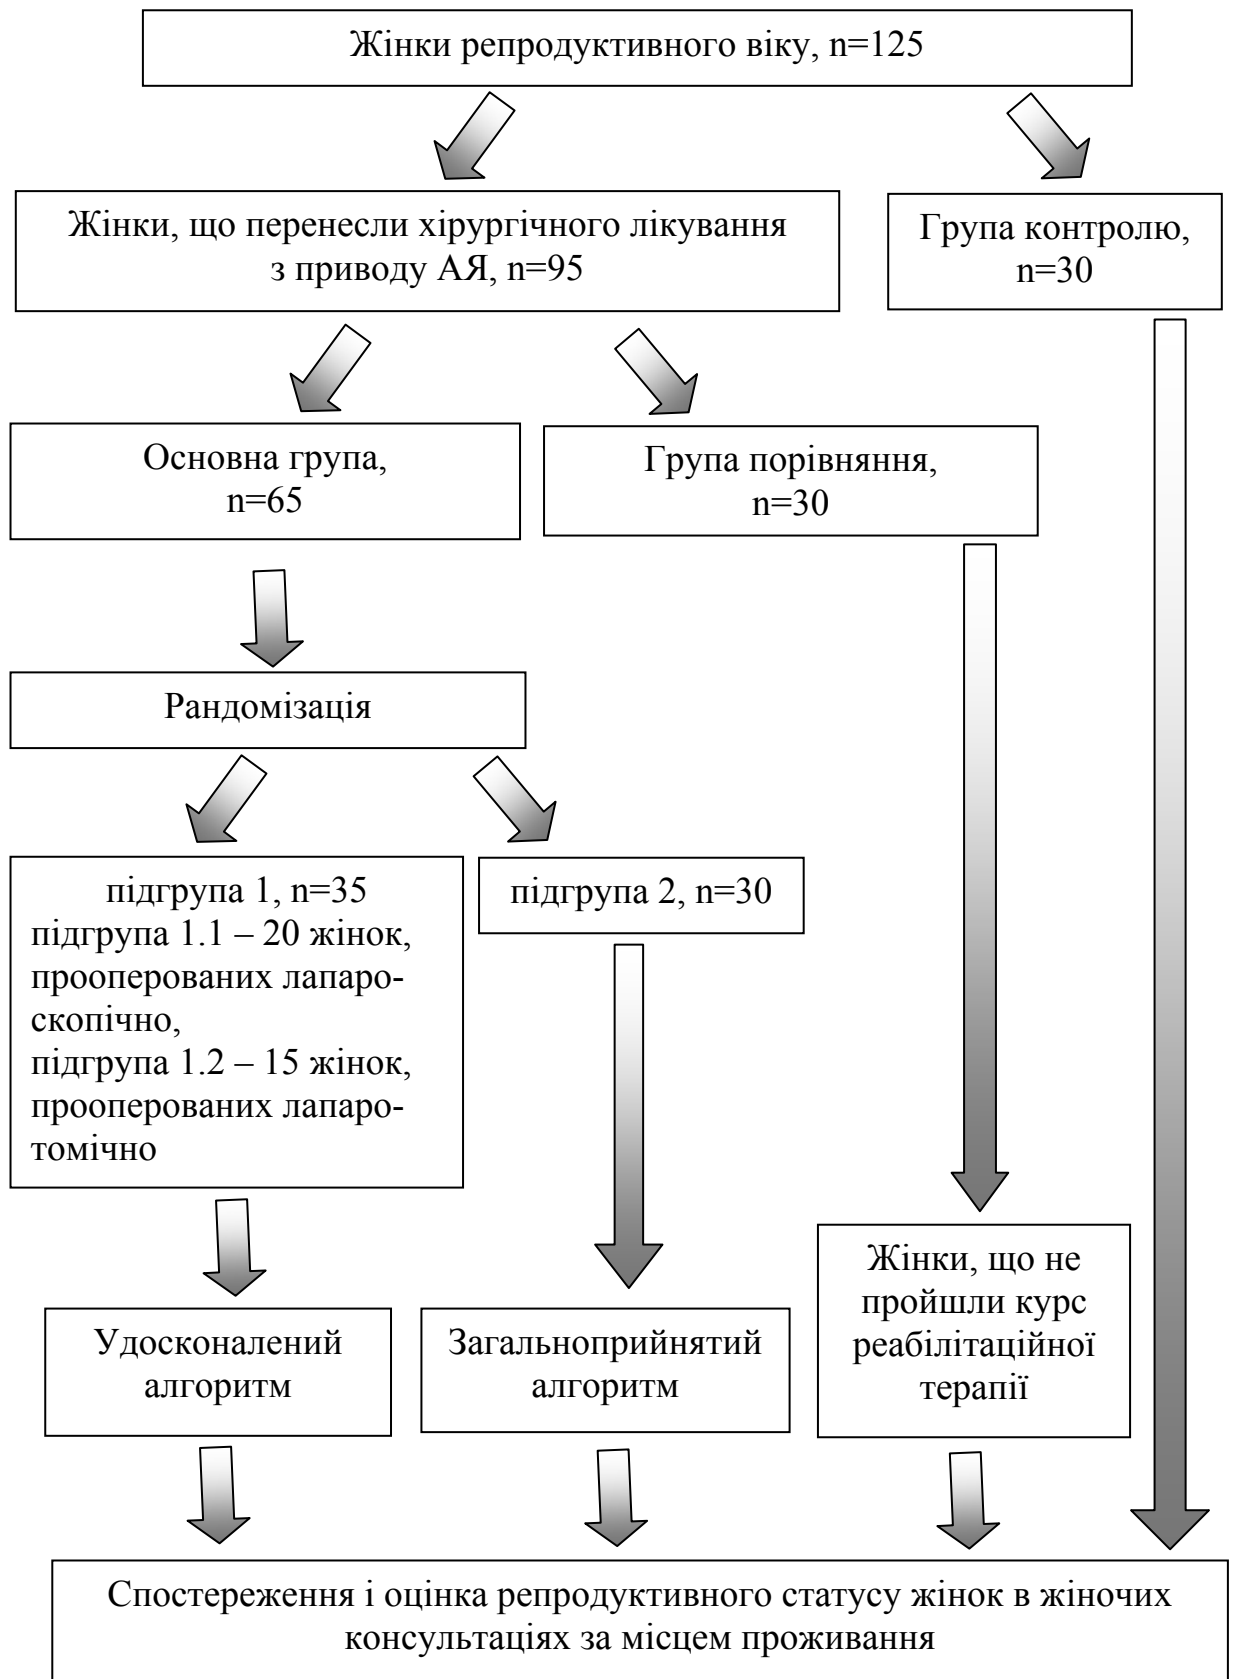 Жінки репродуктивного віку, n=125
Жінки, що перенесли хірургічного лікування
з приводу АЯ, n=95
Група контролю,
n=30
Основна група,
n=65
Група порівняння,
n=30
Рандомізація
підгрупа 1, n=35
підгрупа 1.1 – 20 жінок,
прооперованих лапаро-
скопічно,
підгрупа 1.2 – 15 жінок,
прооперованих лапаро-
томічно
підгрупа 2, n=30
Удосконалений
алгоритм
Загальноприйнятий
алгоритм
Жінки, що не
пройшли курс
реабілітаційної
терапії
Спостереження і оцінка репродуктивного статусу жінок в жіночих
консультаціях за місцем проживання